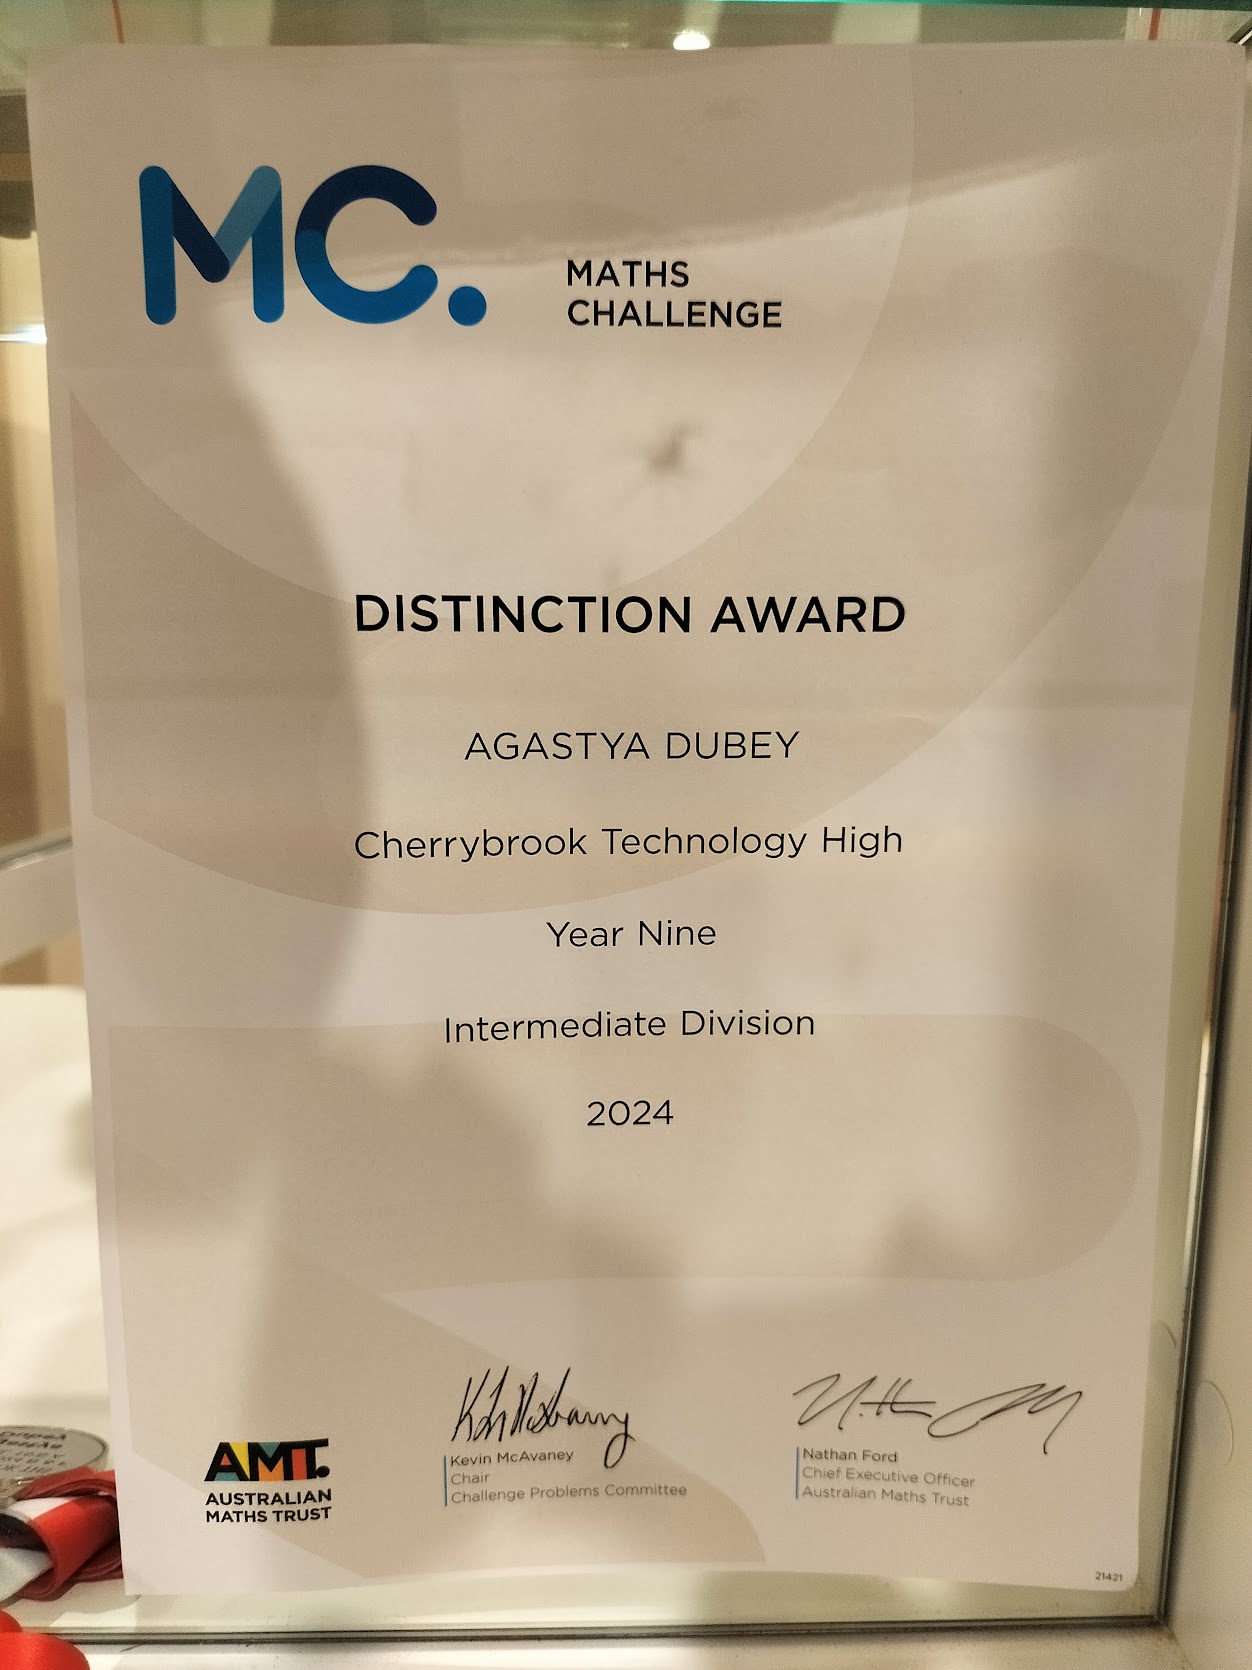 MC.
MATHS
CHALLENGE
DISTINCTION AWARD
AGASTYA DUBEY
Cherrybrook Technology High
Year Nine
Intermediate Division
2024
AMT.
AUSTRALIAN
MATHS TRUST
Kevin McAvaney
Chair
Challenge Problems Committee
Nathan Ford
Chief Executive Officer
Australian Maths Trust
21421